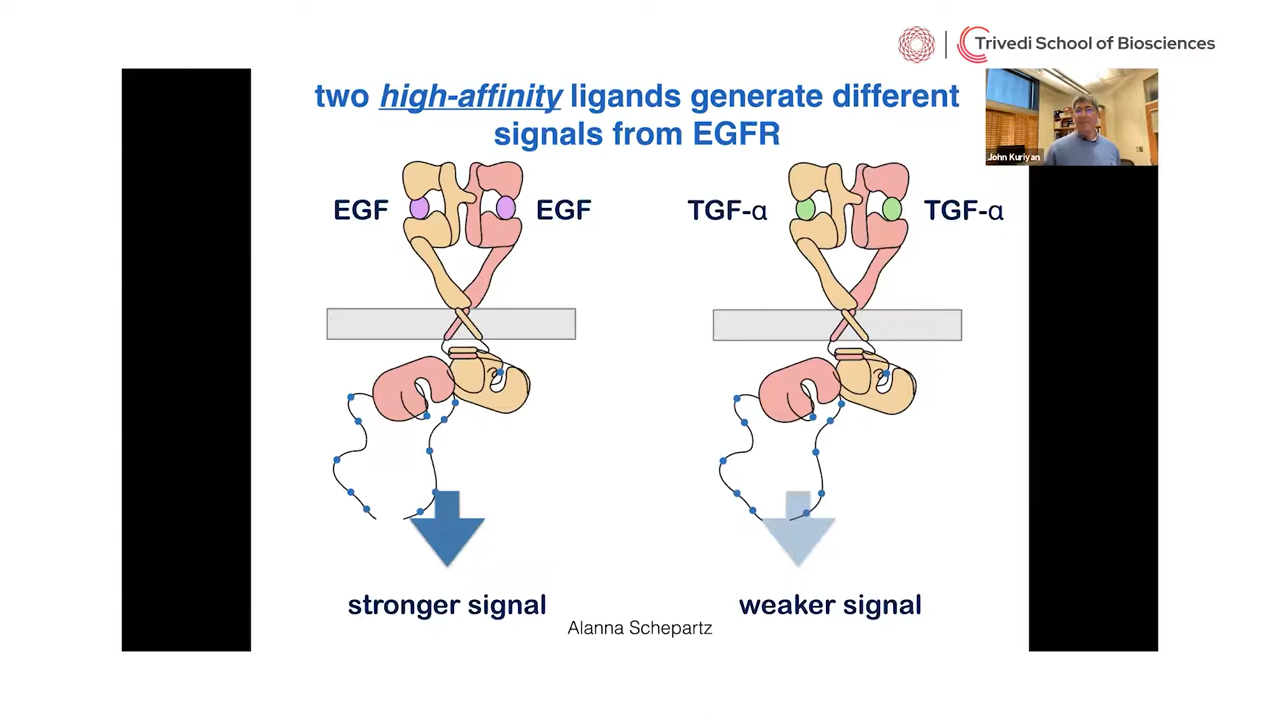 Trivedi School of Biosciences
two high-affinity ligands generate different
signals from EGFR
John Kuriyan
EGF
EGF
TGF-α
TGF-α
stronger signal
weaker signal
Alanna Schepartz